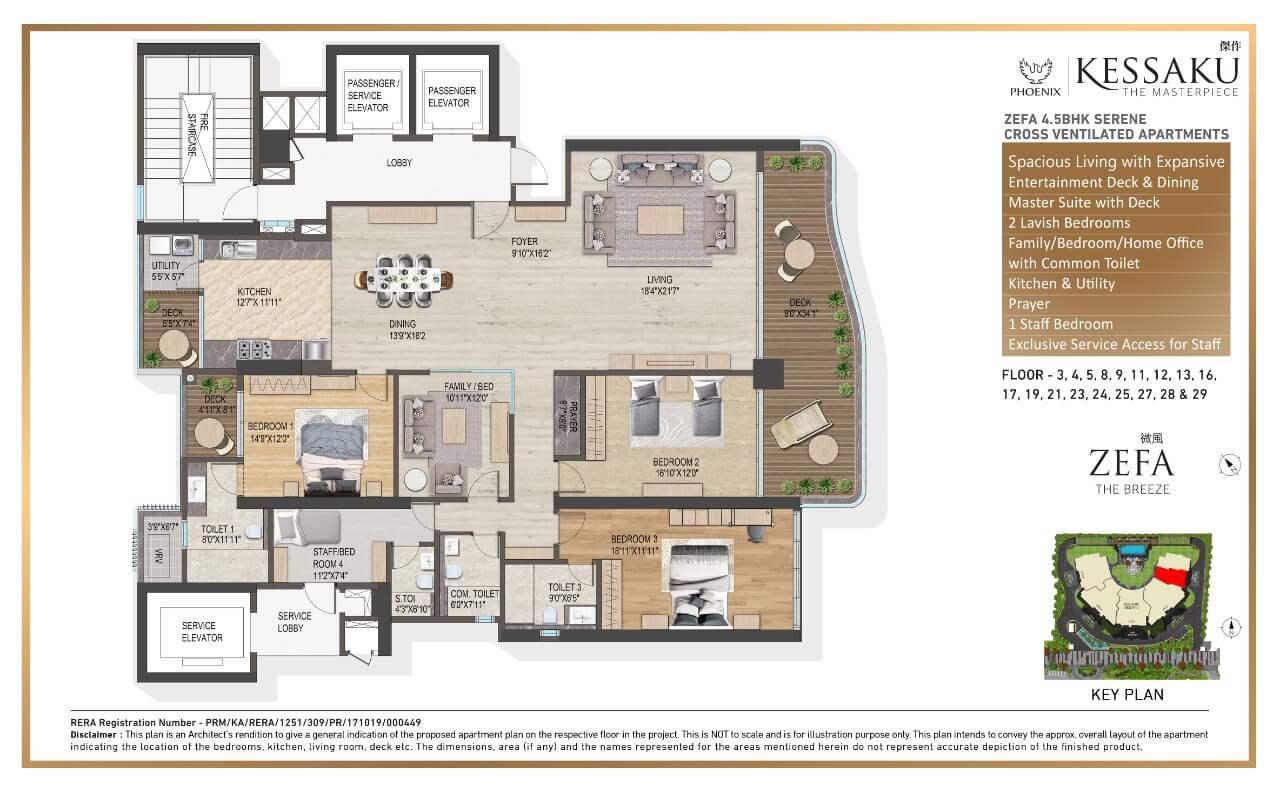 傑作
PHOENIX
KESSAKU
THE MASTERPIECE
ZEFA 4.5BHK SERENE
CROSS VENTILATED APARTMENTS
Spacious Living with Expansive
Entertainment Deck & Dining
Master Suite with Deck
2 Lavish Bedrooms
Family/Bedroom/Home Office
with Common Toilet
Kitchen & Utility
Prayer
1 Staff Bedroom
Exclusive Service Access for Staff
FLOOR - 3, 4, 5, 8, 9, 11, 12, 13, 16,
17, 19, 21, 23, 24, 25, 27, 28 & 29
微風
ZEFA
THE BREEZE
KEY PLAN
FIRE
STAIRCASE
PASSENGER /
SERVICE
ELEVATOR
PASSENGER
ELEVATOR
LOBBY
UTILITY
5'5"X 5'7"
KITCHEN
12'7"X 11'11"
DECK
5'5"X 7'4"
DINING
13'9"X16'2
FOYER
9'10"X16'2"
LIVING
18'4"X21'7"
DECK
9'0"X34'1"
DECK
4'11"X 8'1"
BEDROOM 1
14'9"X12'0"
FAMILY / BED
10'11"X12'0"
PRAYER
6'7"X8'0"
BEDROOM 2
16'10"X12'0"
TOILET 1
8'0"X11'11"
3'9"X6'7"
VRV
STAFF/BED
ROOM 4
11'2"X7'4"
S.TOI
4'3"X6'10"
COM. TOILET
6'0"X7'11"
TOILET 3
9'0"X6'5"
BEDROOM 3
18'11"X11'11"
SERVICE
ELEVATOR
SERVICE
LOBBY
RERA Registration Number - PRM/KA/RERA/1251/309/PR/171019/000449
Disclaimer : This plan is an Architect's rendition to give a general indication of the proposed apartment plan on the respective floor in the project. This is NOT to scale and is for illustration purpose only. This plan intends to convey the approx. overall layout of the apartment
indicating the location of the bedrooms, kitchen, living room, deck etc. The dimensions, area (if any) and the names represented for the areas mentioned herein do not represent accurate depiction of the finished product.